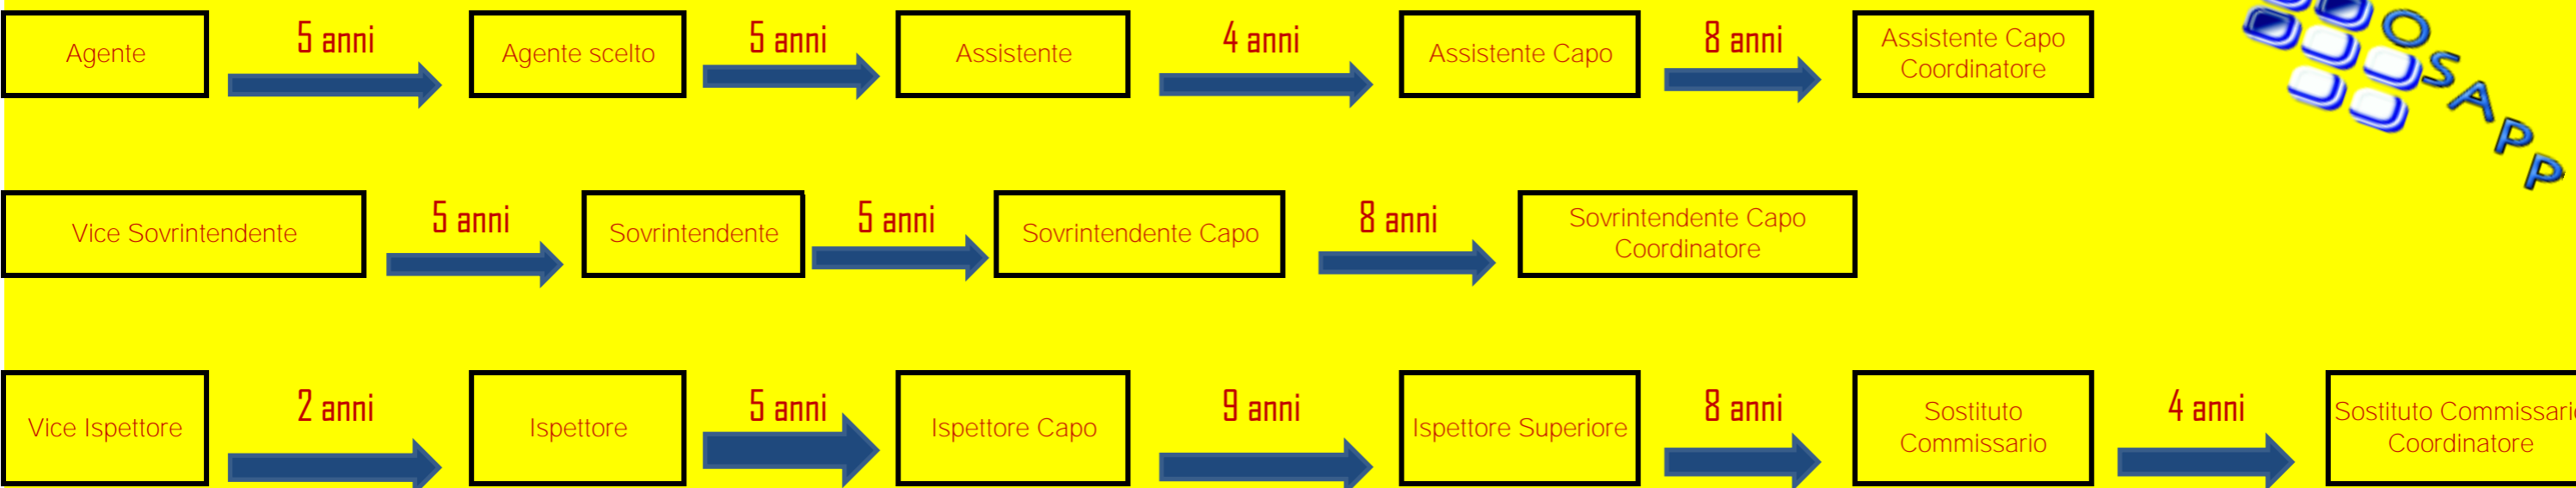 Agente
5 anni
Agente scelto
5 anni
Assistente
4 anni
Assistente Capo
8 anni
Assistente Capo
Coordinatore
OSAPP
Vice Sovrintendente
5 anni
Sovrintendente
5 anni
Sovrintendente Capo
8 anni
Sovrintendente Capo
Coordinatore
Vice Ispettore
2 anni
Ispettore
5 anni
Ispettore Capo
9 anni
Ispettore Superiore
8 anni
Sostituto
Commissario
4 anni
Sostituto Commissario
Coordinatore